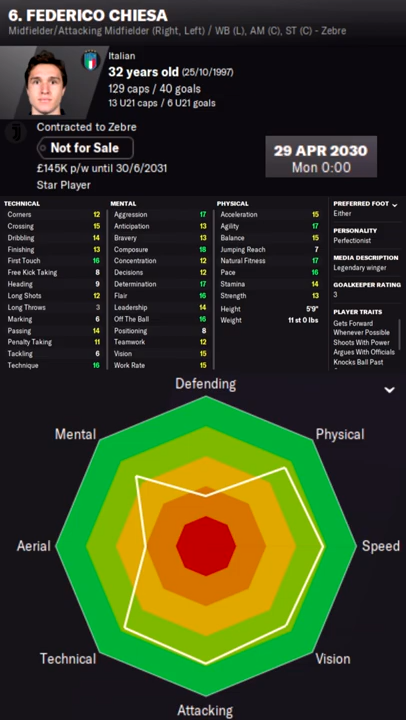 6. FEDERICO CHIESA
Midfielder/Attacking Midfielder (Right, Left) / WB (L), AM (C), ST (C) - Zebre
Italian
32 years old (25/10/1997)
129 caps / 40 goals
13 U21 caps / 6 U21 goals
Contracted to Zebre
Not for Sale
£145K p/w until 30/6/2031
Star Player
29 APR 2030
Mon 0:00
TECHNICAL
Corners 12
Crossing 15
Dribbling 14
Finishing 13
First Touch 16
Free Kick Taking 8
Heading 9
Long Shots 12
Long Throws 3
Marking 6
Passing 14
Penalty Taking 11
Tackling 6
Technique 16
MENTAL
Aggression 17
Anticipation 13
Bravery 13
Composure 18
Concentration 12
Decisions 12
Determination 17
Flair 16
Leadership 14
Off The Ball 16
Positioning 8
Teamwork 12
Vision 15
Work Rate 15
PHYSICAL
Acceleration 15
Agility 17
Balance 15
Jumping Reach 7
Natural Fitness 17
Pace 16
Stamina 14
Strength 13
Height 5'9"
Weight 11 st 0 lbs
PREFERRED FOOT
Either
PERSONALITY
Perfectionist
MEDIA DESCRIPTION
Legendary winger
GOALKEEPER RATING
3
PLAYER TRAITS
Gets Forward
Whenever Possible
Shoots With Power
Argues With Officials
Knocks Ball Past
Defending
Mental
Physical
Aerial
Speed
Technical
Vision
Attacking